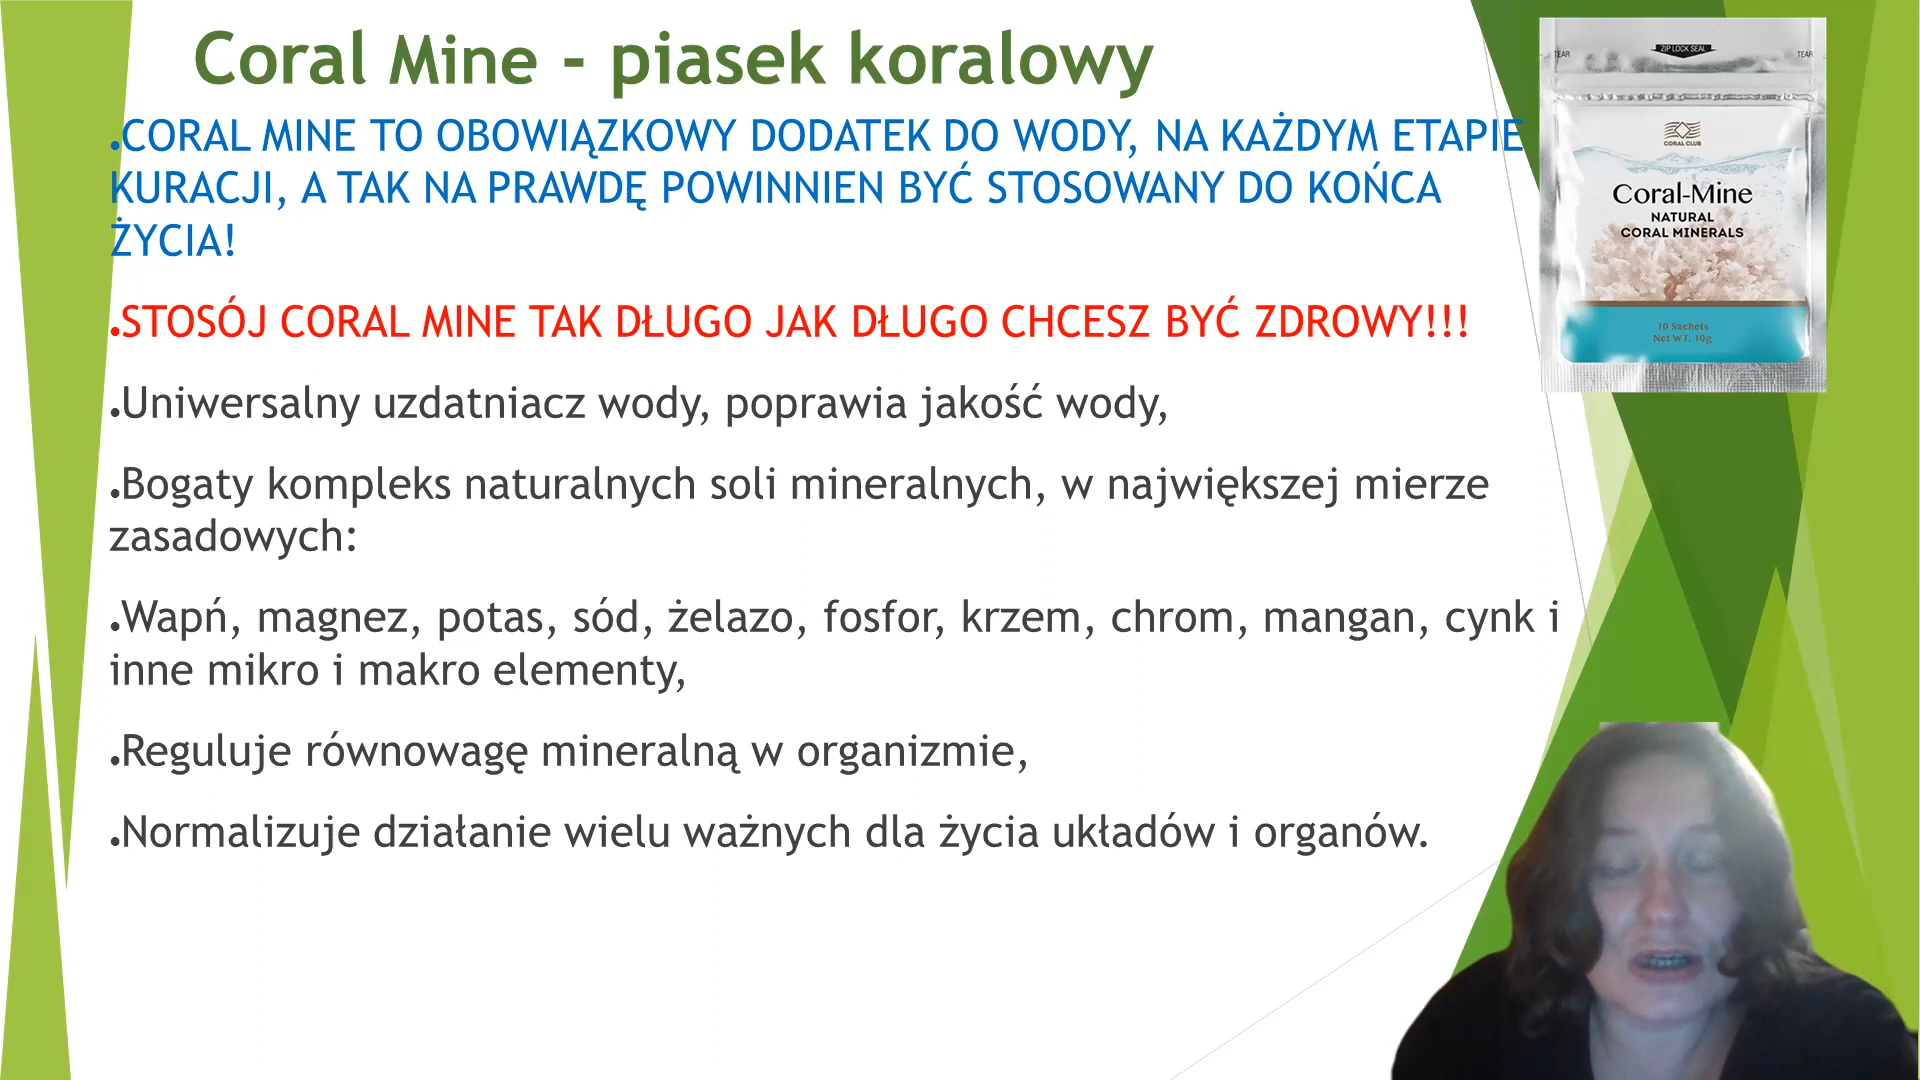 Coral Mine - piasek koralowy
•CORAL MINE TO OBOWIĄZKOWY DODATEK DO WODY, NA KAŻDYM ETAPIE
KURACJI, A TAK NA PRAWDĘ POWINNIEN BYĆ STOSOWANY DO KOŃCA
ŻYCIA!
•STOSÓJ CORAL MINE TAK DŁUGO JAK DŁUGO CHCESZ BYĆ ZDROWY!!!
•Uniwersalny uzdatniacz wody, poprawia jakość wody,
•Bogaty kompleks naturalnych soli mineralnych, w największej mierze
zasadowych:
•Wapń, magnez, potas, sód, żelazo, fosfor, krzem, chrom, mangan, cynk i
inne mikro i makro elementy,
•Reguluje równowagę mineralną w organizmie,
•Normalizuje działanie wielu ważnych dla życia układów i organów.
ZIP LOCK SEAL
TEAR TEAR
CORAL CLUB
Coral-Mine
NATURAL
CORAL MINERALS
10 Sachets
Net WT. 10g